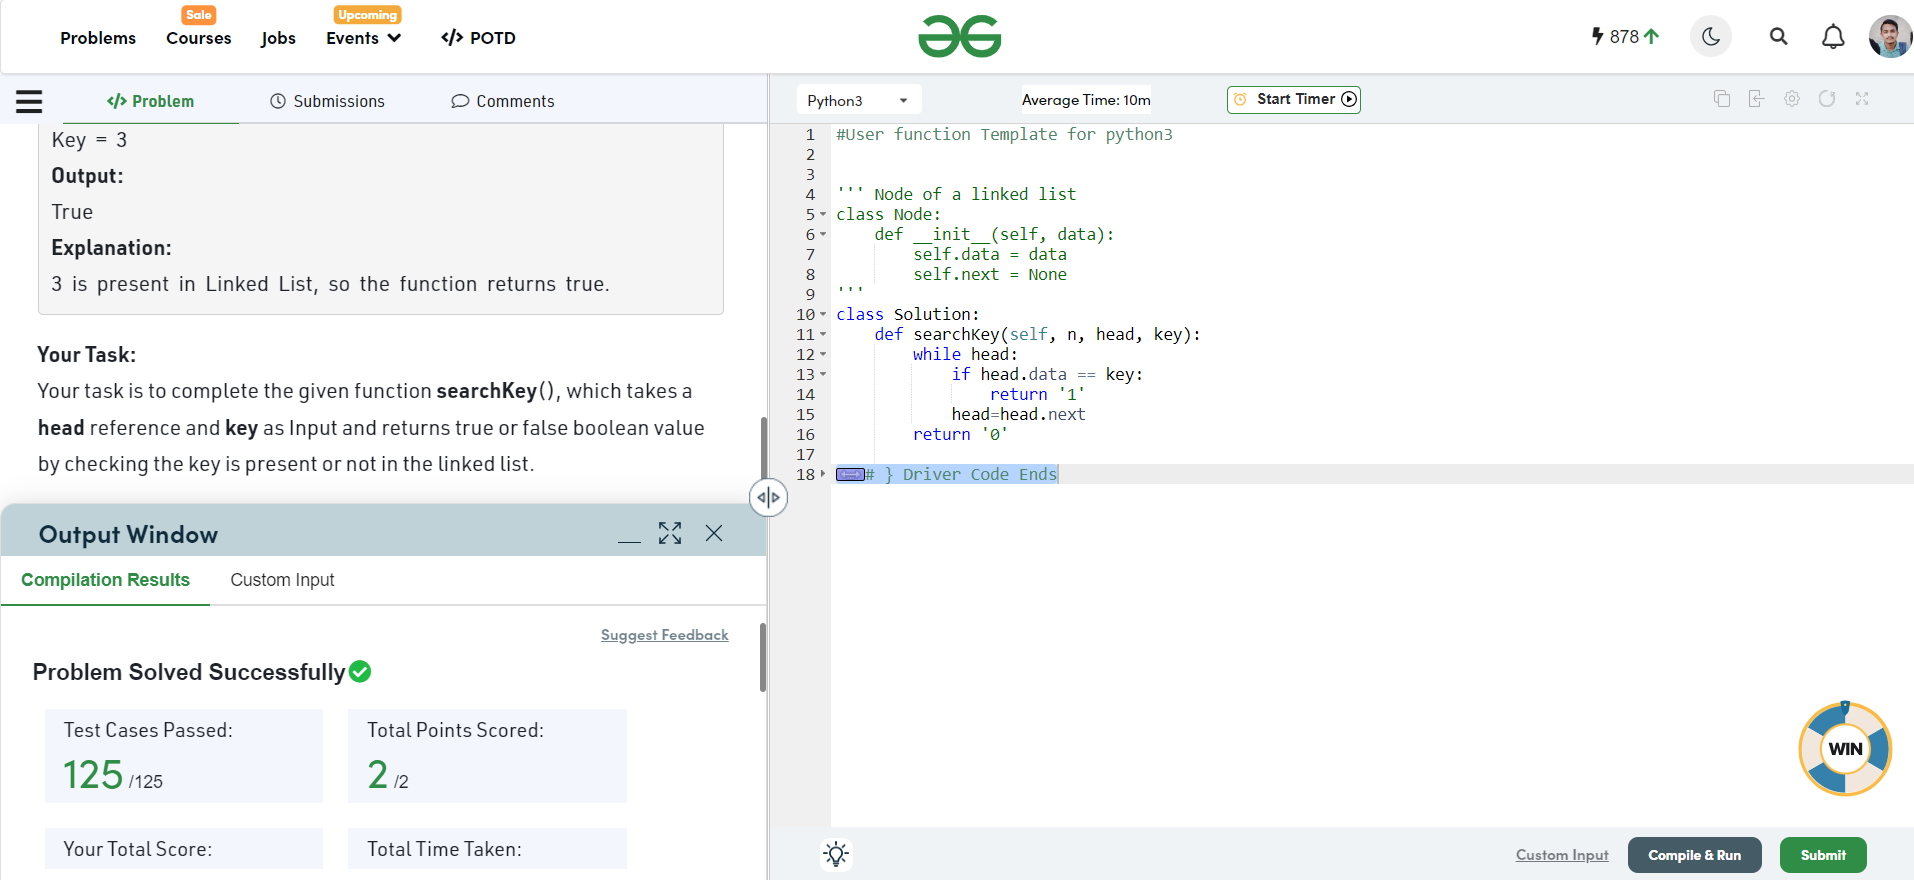 Sale
Upcoming
Problems Courses Jobs Events </> POTD
878
</> Problem Submissions Comments
Key = 3
Output:
True
Explanation:
3 is present in Linked List, so the function returns true.
Your Task:
Your task is to complete the given function searchKey(), which takes a
head reference and key as Input and returns true or false boolean value
by checking the key is present or not in the linked list.
Output Window
Compilation Results Custom Input
Suggest Feedback
Problem Solved Successfully
Test Cases Passed:
125 /125
Total Points Scored:
2 /2
Your Total Score:
Total Time Taken:
Python3
Average Time: 10m
Start Timer
1 #User function Template for python3
2
3
4 ''' Node of a linked list
5 class Node:
6     def __init__(self, data):
7         self.data = data
8         self.next = None
9 '''
10 class Solution:
11     def searchKey(self, n, head, key):
12         while head:
13             if head.data == key:
14                 return '1'
15             head=head.next
16         return '0'
17
18 # } Driver Code Ends
WIN
Custom Input
Compile & Run
Submit